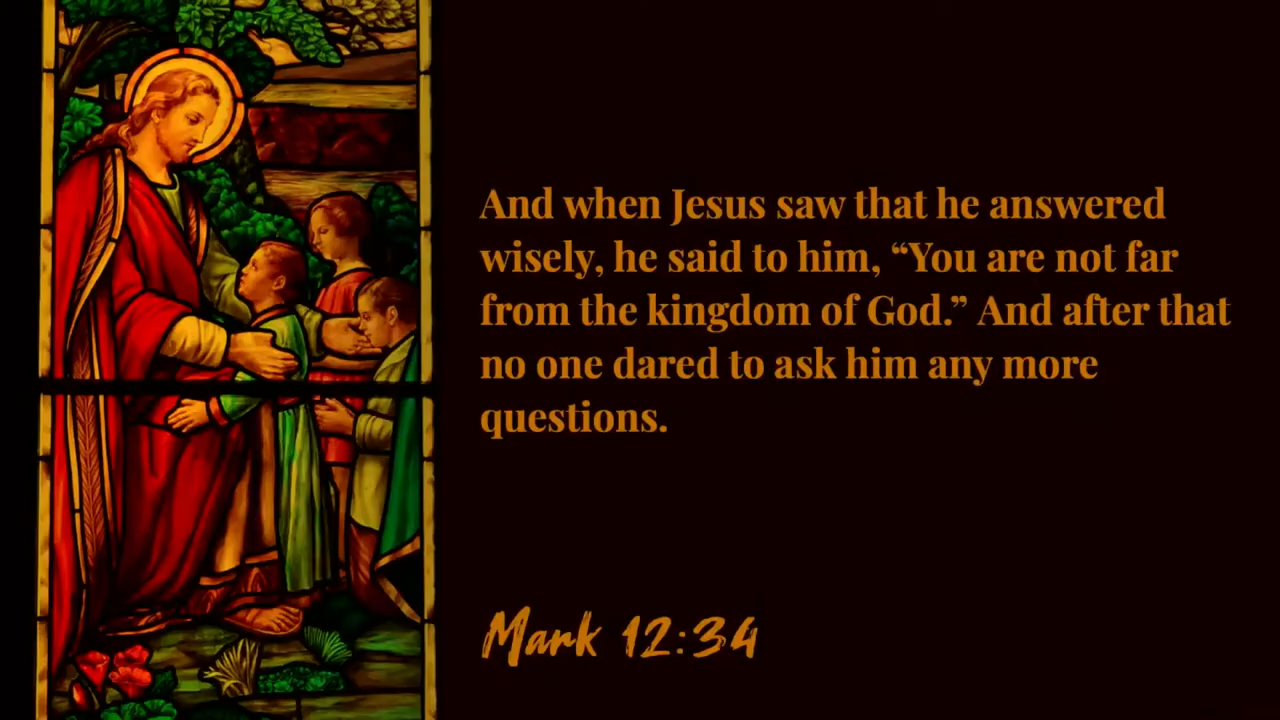 And when Jesus saw that he answered
wisely, he said to him, “You are not far
from the kingdom of God.” And after that
no one dared to ask him any more
questions.
Mark 12:34